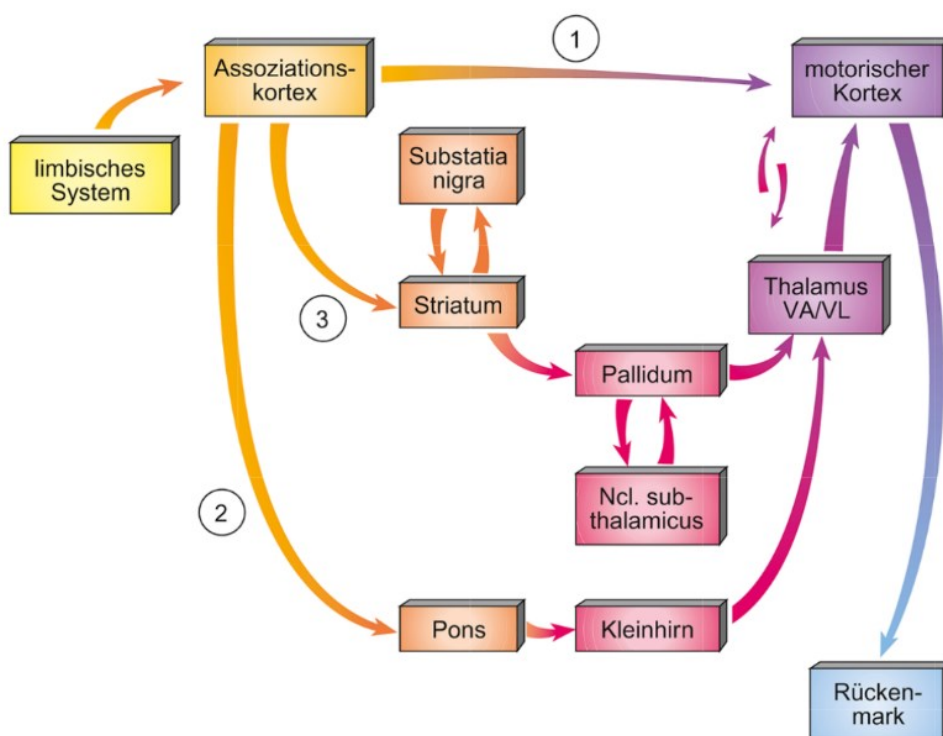 1
Assoziations-
kortex
motorischer
Kortex
limbisches
System
Substatia
nigra
Thalamus
VA/VL
3
Striatum
Pallidum
2
Ncl. sub-
thalamicus
Pons
Kleinhirn
Rücken-
mark